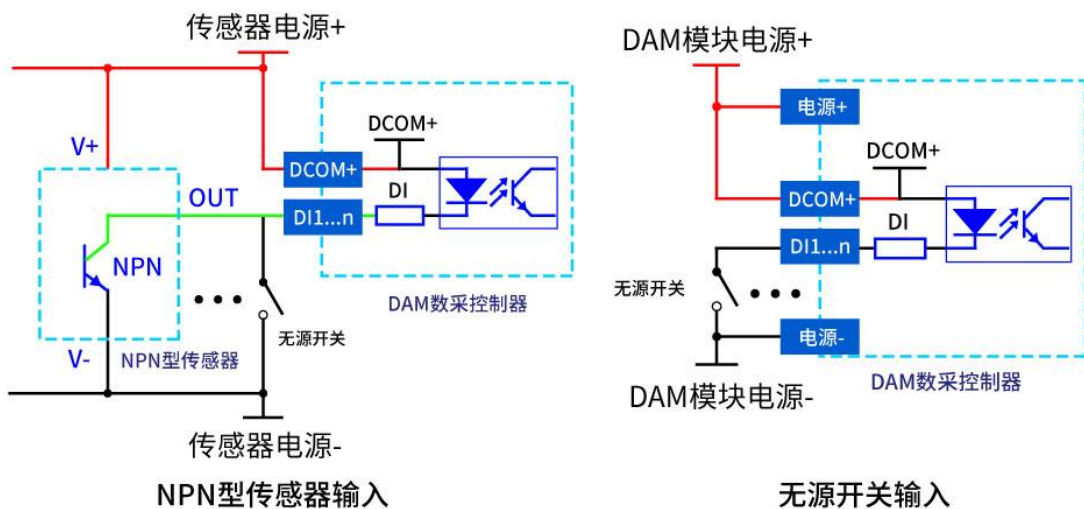 传感器电源+
DCOM+
V+
DCOM+
OUT
DI
DI1...n
NPN
DAM数采控制器
无源开关
V-
NPN型传感器
传感器电源-
NPN型传感器输入
DAM模块电源+
电源+
DCOM+
DCOM+
DI
DI1...n
无源开关
电源-
DAM数采控制器
DAM模块电源-
无源开关输入